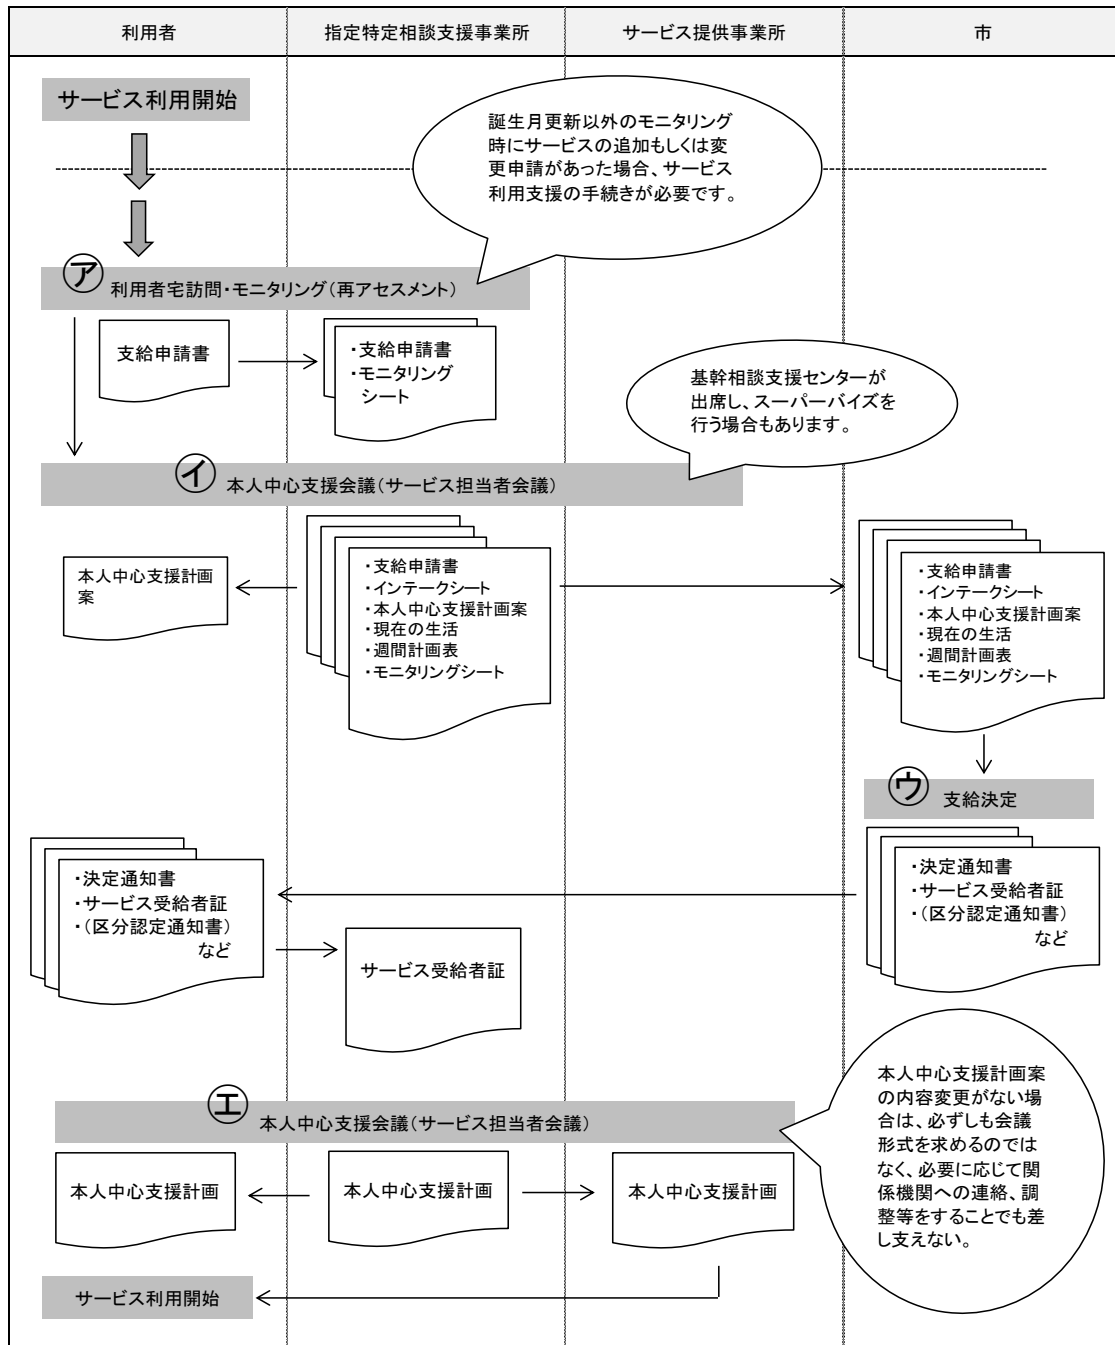 利用者
指定特定相談支援事業所
サービス提供事業所
市
サービス利用開始
誕生月更新以外のモニタリング
時にサービスの追加もしくは変
更申請があった場合、サービス
利用支援の手続きが必要です。
㋐
利用者宅訪問・モニタリング(再アセスメント)
支給申請書
・支給申請書
・モニタリング
シート
基幹相談支援センターが
出席し、スーパーバイズを
行う場合もあります。
㋑
本人中心支援会議(サービス担当者会議)
本人中心支援計画
案
・支給申請書
・インテークシート
・本人中心支援計画案
・現在の生活
・週間計画表
・モニタリングシート
・支給申請書
・インテークシート
・本人中心支援計画案
・現在の生活
・週間計画表
・モニタリングシート
㋒
支給決定
・決定通知書
・サービス受給者証
・(区分認定通知書)
など
サービス受給者証
・決定通知書
・サービス受給者証
・(区分認定通知書)
など
㋓
本人中心支援会議(サービス担当者会議)
本人中心支援計画案
の内容変更がない場
合は、必ずしも会議
形式を求めるのでは
なく、必要に応じて関
係機関への連絡、調
整等をすることでも差
し支えない。
本人中心支援計画
本人中心支援計画
本人中心支援計画
サービス利用開始